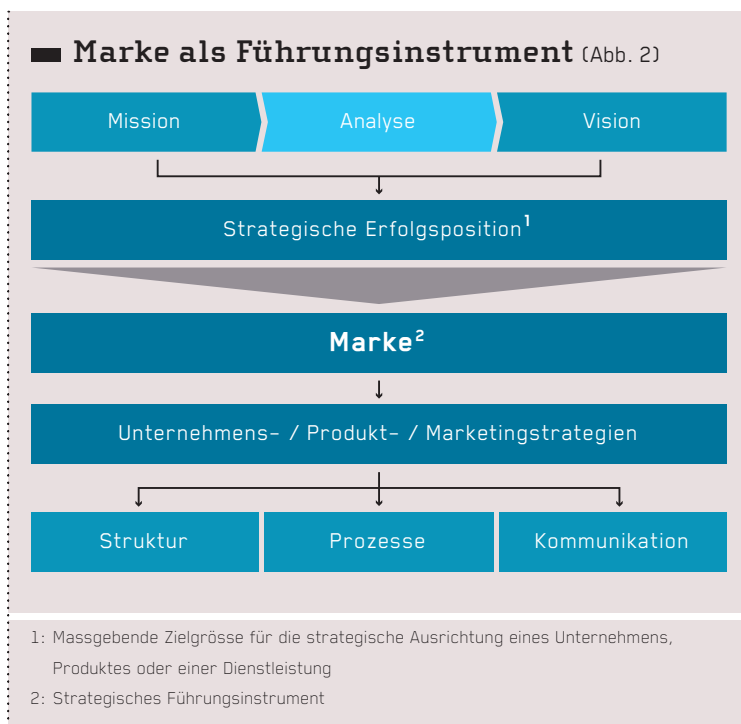 Marke als Führungsinstrument (Abb. 2)
Mission Analyse Vision
Strategische Erfolgsposition¹
Marke²
Unternehmens- / Produkt- / Marketingstrategien
Struktur Prozesse Kommunikation
1: Massgebende Zielgrösse für die strategische Ausrichtung eines Unternehmens,
Produktes oder einer Dienstleistung
2: Strategisches Führungsinstrument